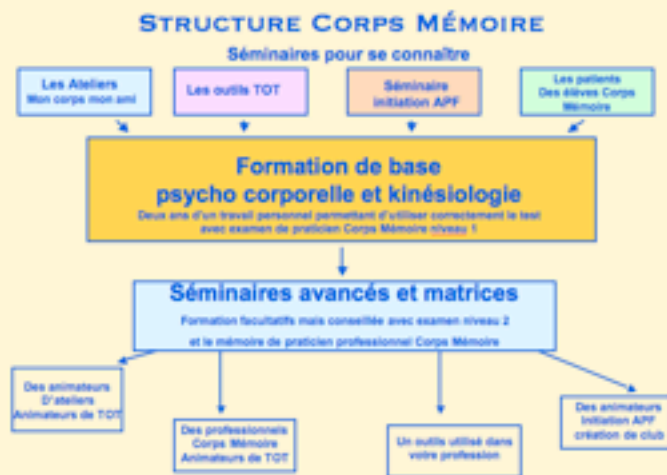 STRUCTURE CORPS MÉMOIRE
Séminaires pour se connaître
Les Ateliers
Mon corps mon ami
Les outils TOT
Séminaire
initiation APF
Les patients
Des élèves Corps
Mémoire
Formation de base
psycho corporelle et kinésiologie
Deux ans d'un travail personnel permettant d'utiliser correctement le test
avec examen de praticien Corps Mémoire niveau 1
Séminaires avancés et matrices
Formation facultatifs mais conseillée avec examen niveau 2
et le mémoire de praticien professionnel Corps Mémoire
Des animateurs
D'ateliers
Animateurs de TOT
Des professionnels
Corps Mémoire
Animateurs de TOT
Un outils utilisé dans
votre profession
Des animateurs
Initiation APF
création de club